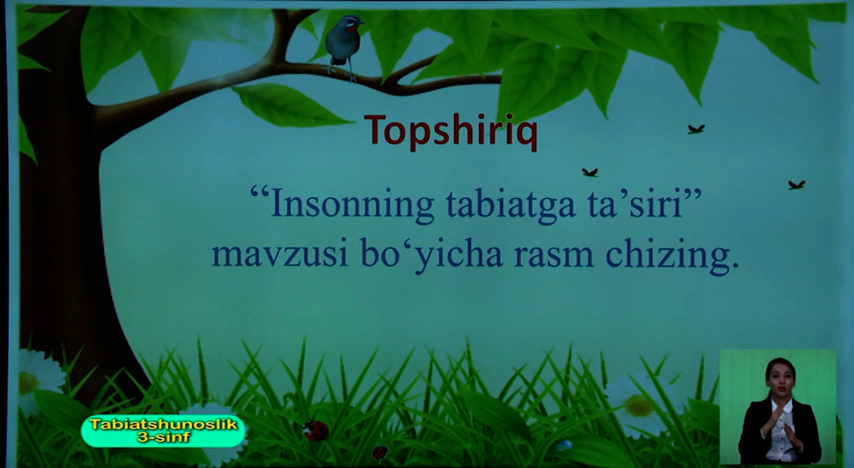 Topshiriq
“Insonning tabiatga ta’siri”
mavzusi bo‘yicha rasm chizing.
Tabiatshunoslik
3-sinf